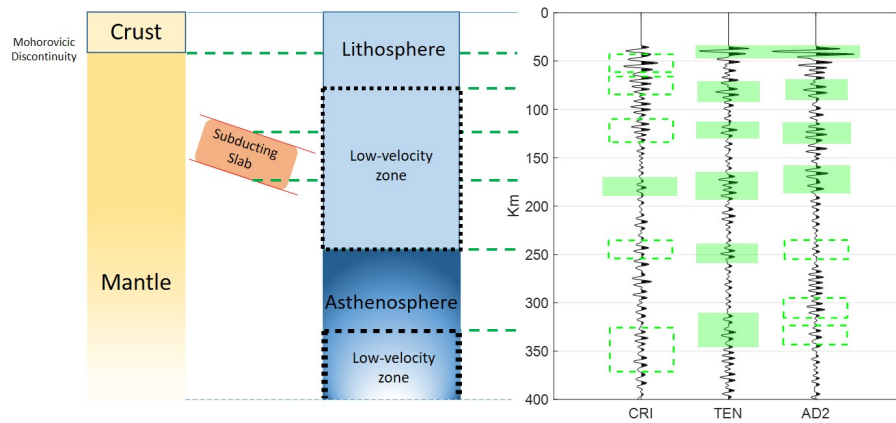 Crust
Mohorovicic
Discontinuity
Mantle
Subducting
Slab
Lithosphere
Low-velocity
zone
Asthenosphere
Low-velocity
zone
Km
0
50
100
150
200
250
300
350
400
CRI
TEN
AD2